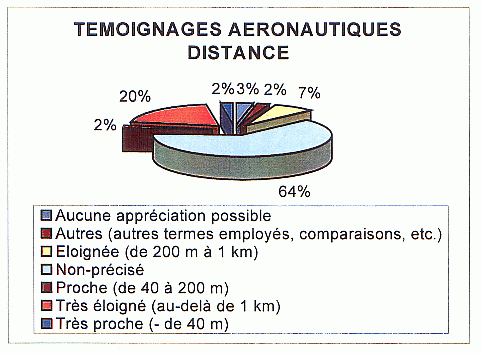 TEMOIGNAGES AERONAUTIQUES
DISTANCE
2% 3% 2% 7%
20%
2%
64%
Aucune appréciation possible
Autres (autres termes employés, comparaisons, etc.)
Eloignée (de 200 m à 1 km)
Non-précisé
Proche (de 40 à 200 m)
Très éloigné (au-delà de 1 km)
Très proche (- de 40 m)